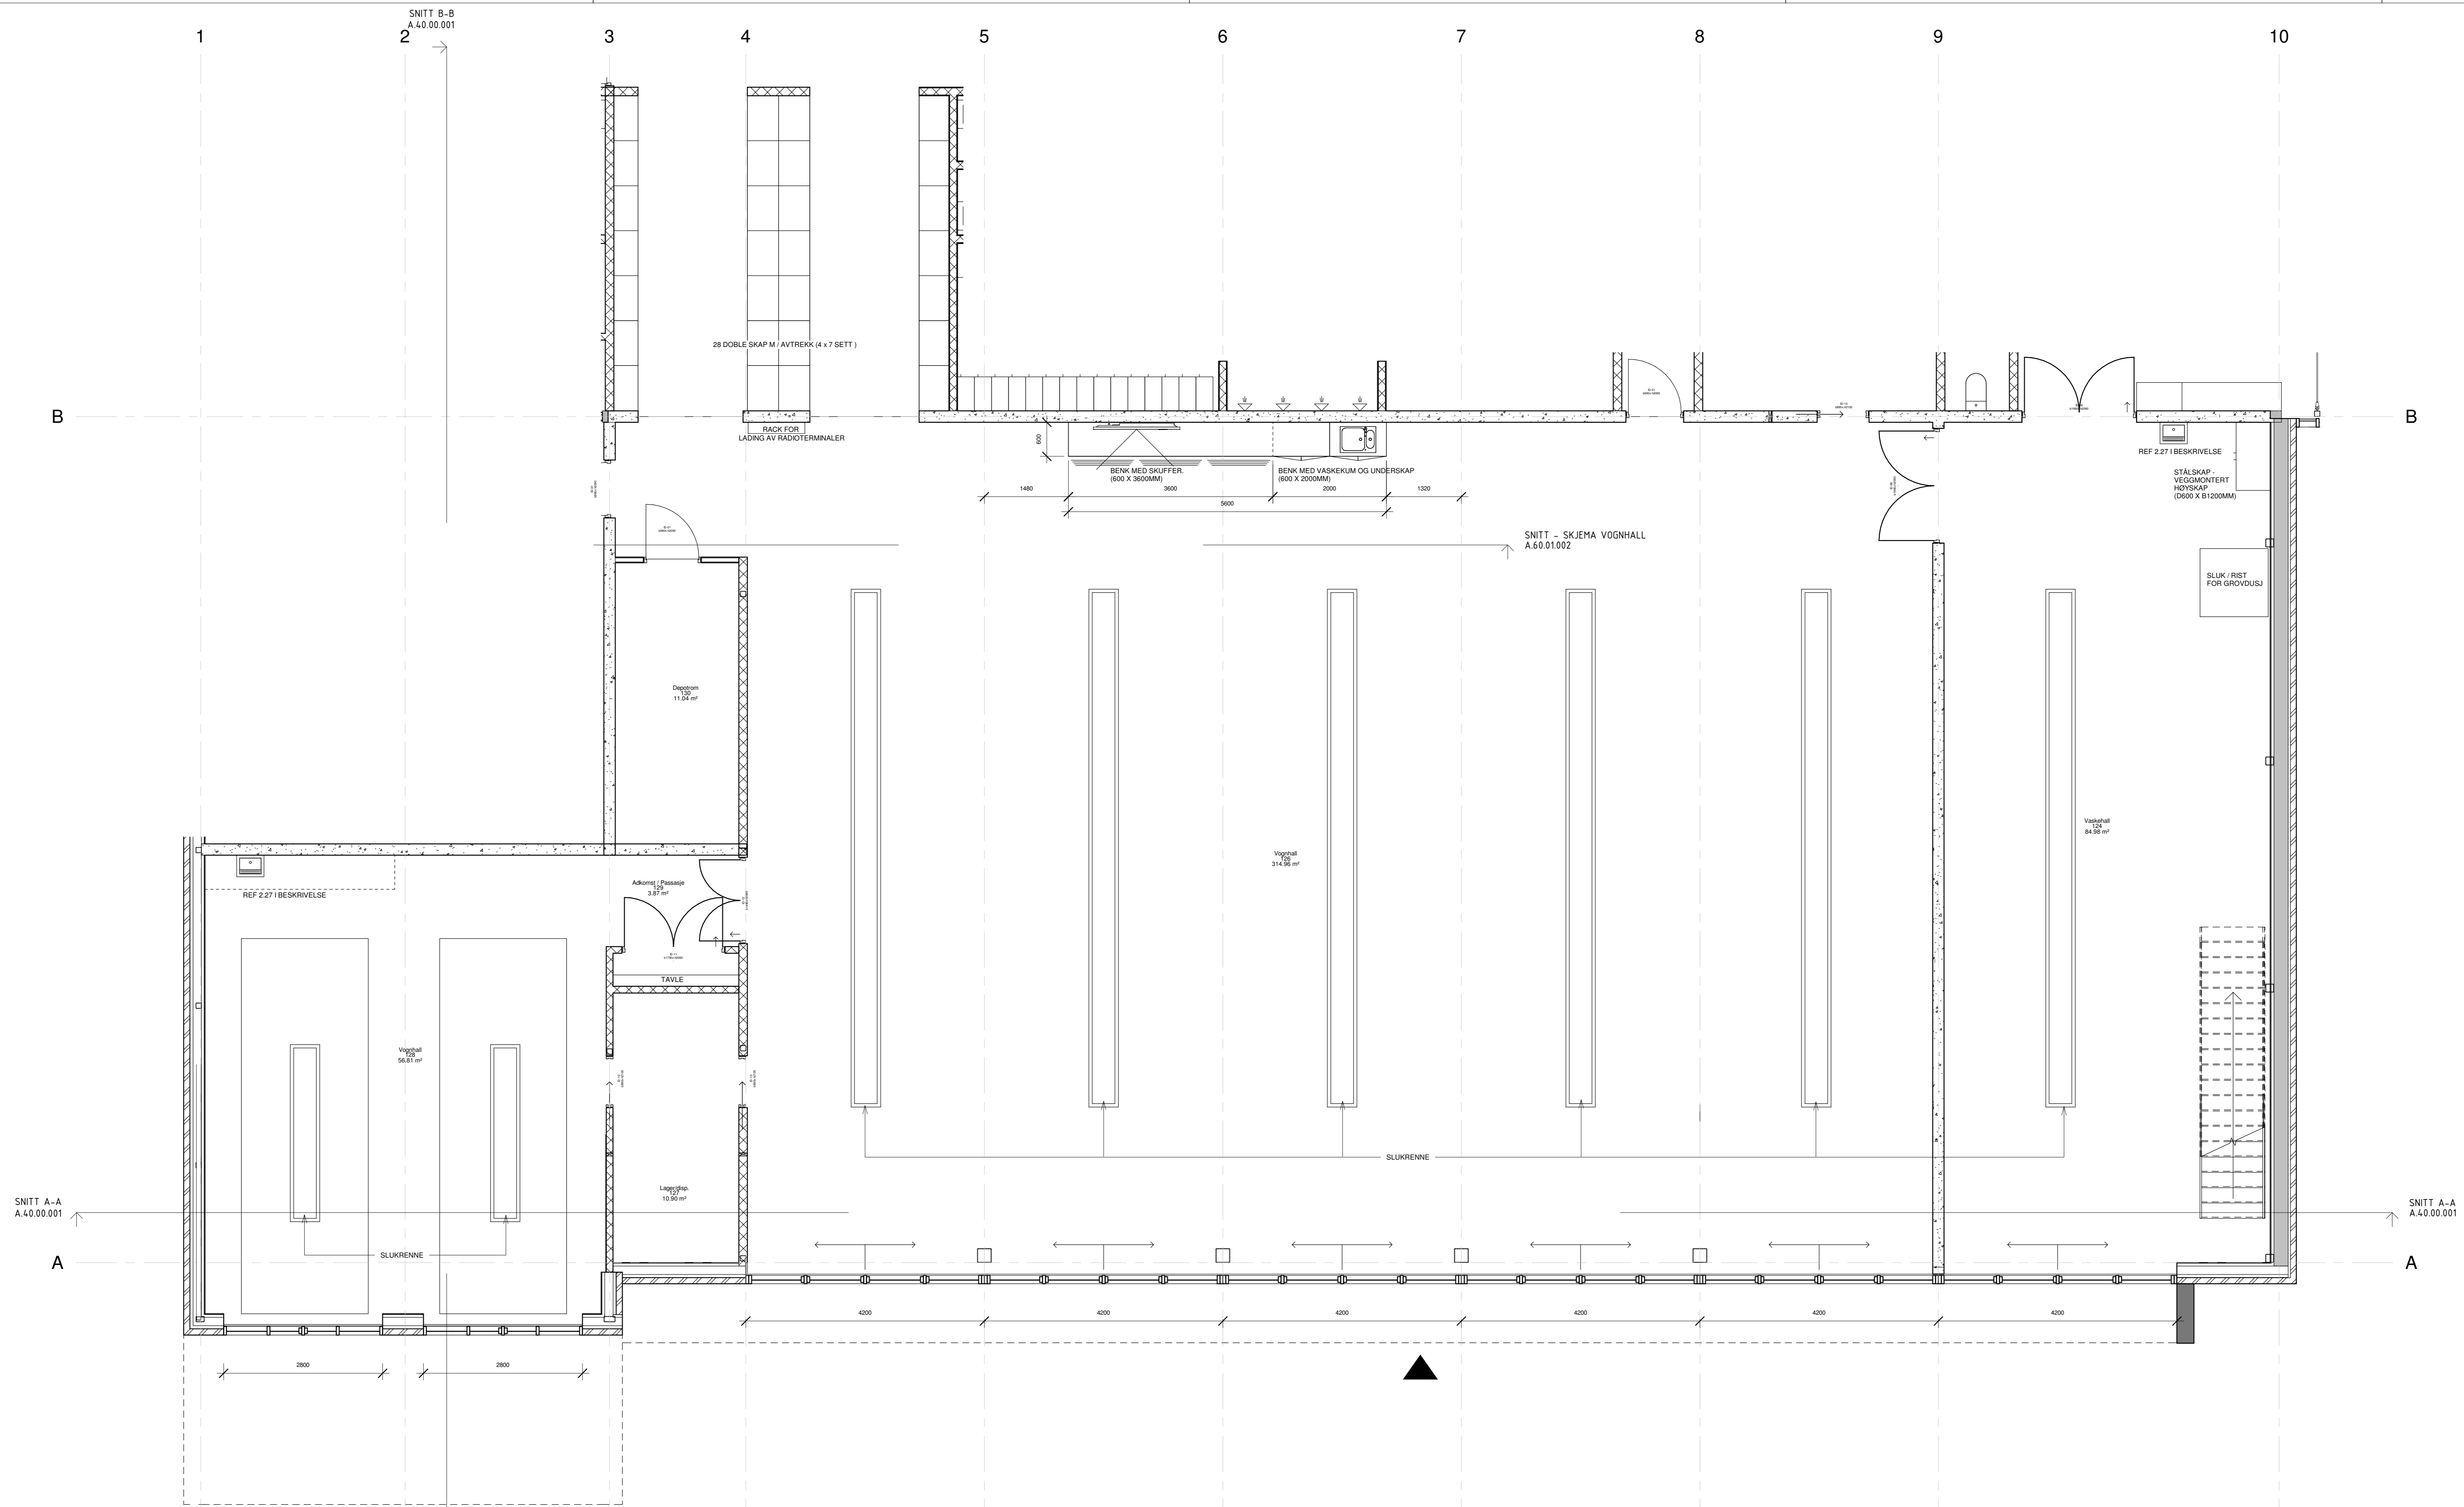 SNITT B-B
A.40.00.001
1
2
3
4
5
6
7
8
9
10
28 DOBLE SKAP M / AVTREKK (4 x 7 SETT )
B
B
RACK FOR
LADING AV RADIOTERMINALER
600
BENK MED SKUFFER.
(600 X 3600MM)
BENK MED VASKEKUM OG UNDERSKAP
(600 X 2000MM)
1480
3600
2000
1320
5600
REF 2.27 I BESKRIVELSE
STÅLSKAP -
VEGGMONTERT
HØYSKAP
(D600 X B1200MM)
SNITT - SKJEMA VOGNHALL
A.60.01.002
SLUK / RIST
FOR GROVDUSJ
Depotrom
130
11.04 m²
Vaskehall
124
84.98 m²
Vognhall
126
314.96 m²
Adkomst / Passasje
129
3.87 m²
REF 2.27 I BESKRIVELSE
TAVLE
Vognhall
128
56.81 m²
SLUKRENNE
Lager/disp.
127
10.90 m²
SNITT A-A
A.40.00.001
SNITT A-A
A.40.00.001
SLUKRENNE
A
A
4200
4200
4200
4200
4200
4200
2800
2800